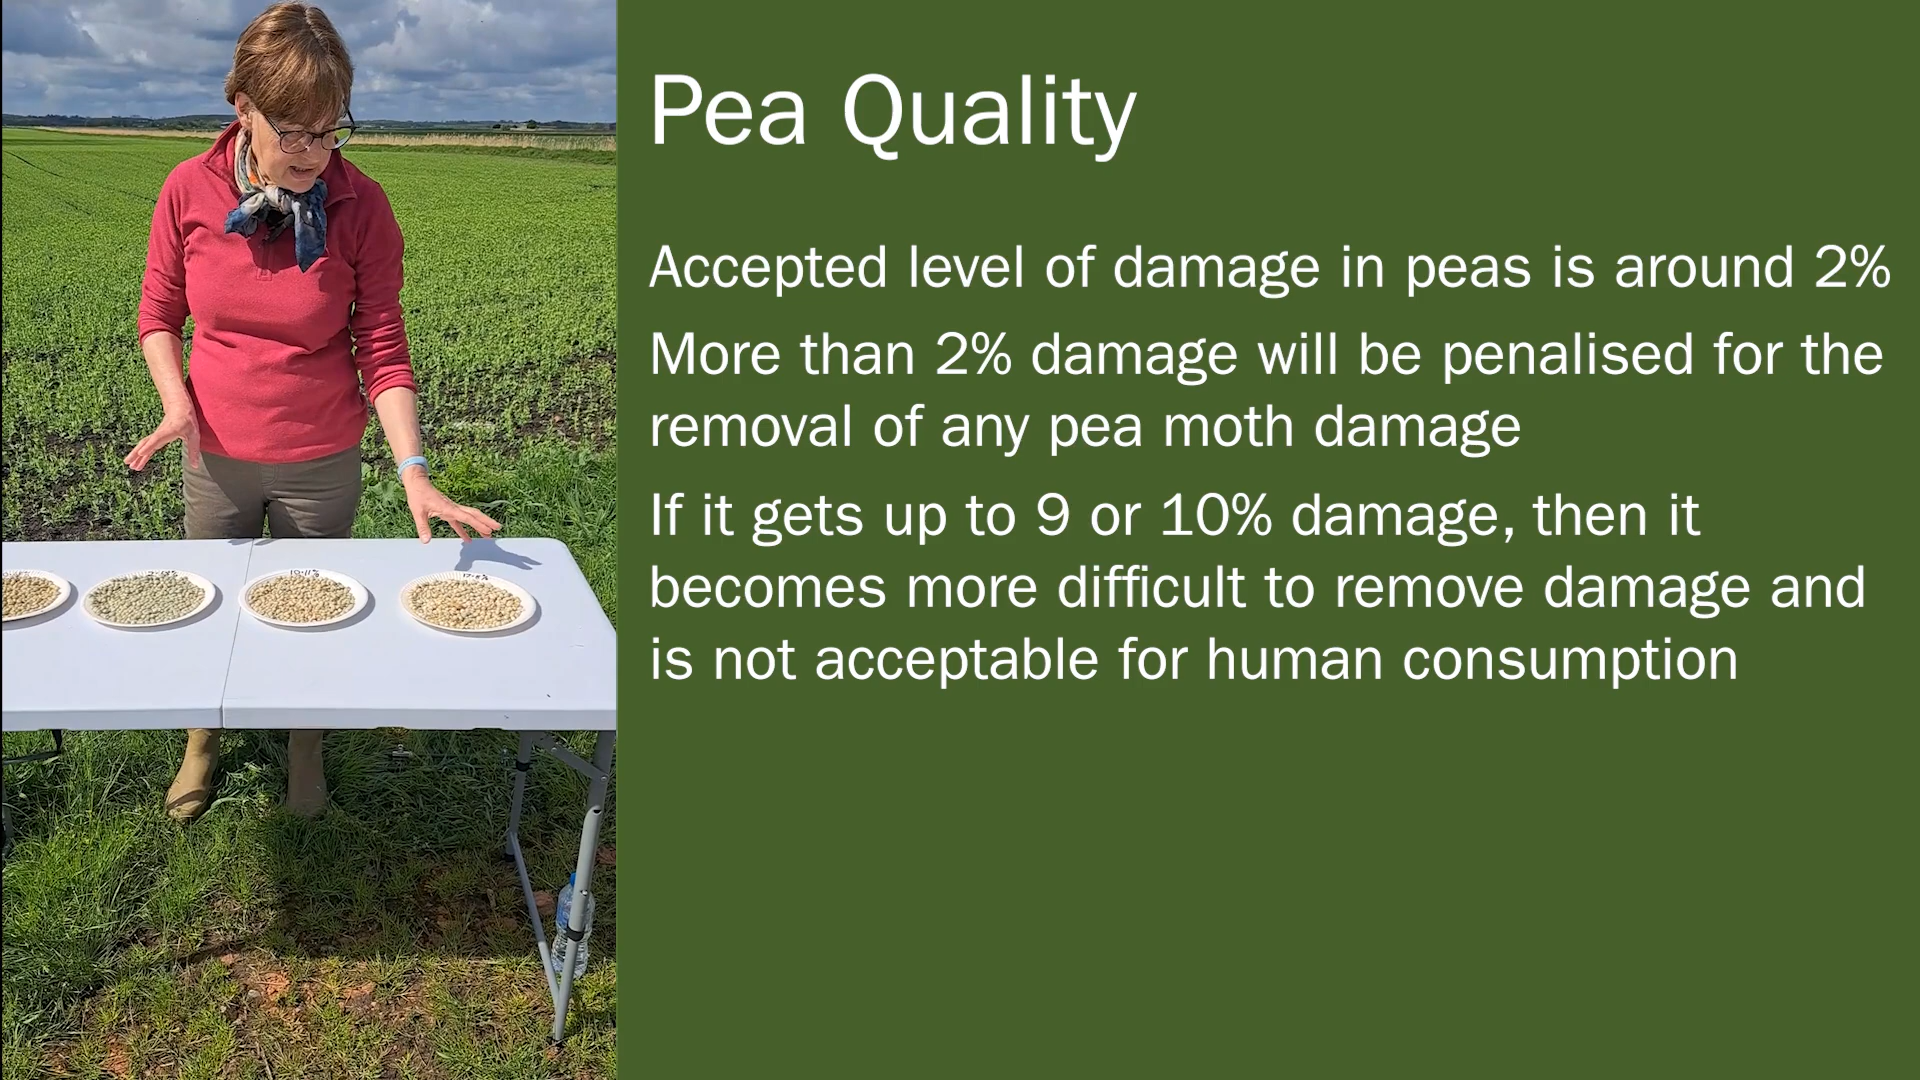 Pea Quality
Accepted level of damage in peas is around 2%
More than 2% damage will be penalised for the
removal of any pea moth damage
If it gets up to 9 or 10% damage, then it
becomes more difficult to remove damage and
is not acceptable for human consumption